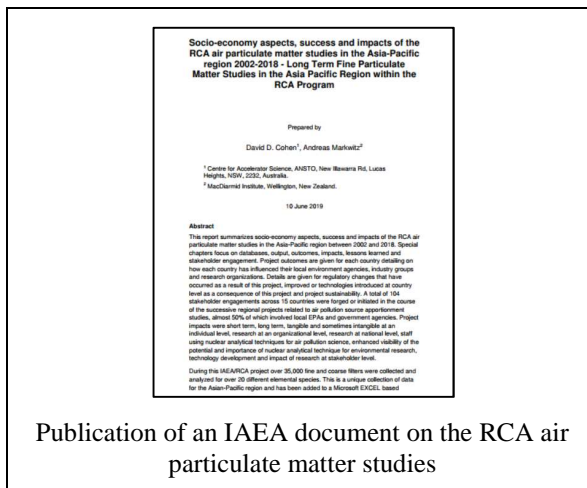 Socio-economy aspects, success and impacts of the
RCA air particulate matter studies in the Asia-Pacific
region 2002-2018 - Long Term Fine Particulate
Matter Studies in the Asia Pacific Region within the
RCA Program
Prepared by
David D. Cohen¹, Andreas Markwitz²
¹ Centre for Accelerator Science, ANSTO, New Illawarra Rd, Lucas
Heights, NSW, 2232, Australia.
² MacDiarmid Institute, Wellington, New Zealand.
10 June 2019
Abstract
This report summarizes socio-economy aspects, success and impacts of the RCA air
particulate matter studies in the Asia-Pacific region between 2002 and 2018. Special
chapters focus on databases, output, outcomes, impacts, lessons learned and
stakeholder engagement. Project outcomes are given for each country detailing on
how each country has influenced their local environment agencies, industry groups
and research organizations. Details are given for regulatory changes that have
occurred as a result of this project, improved or technologies introduced at country
level as a consequence of this project and project sustainability. A total of 104
stakeholder engagements across 15 countries were forged or initiated in the course
of the successive regional projects related to air pollution source apportionment
studies, almost 50% of which involved local EPAs and government agencies. Project
impacts were short term, long term, tangible and sometimes intangible at an
individual level, research at an organizational level, research at national level, staff
using nuclear analytical techniques for air pollution science, enhanced visibility of the
potential and importance of nuclear analytical technique for environmental research,
technology development and impact of research at stakeholder level.
During this IAEA/RCA project over 35,000 fine and coarse filters were collected and
analyzed for over 20 different elemental species. This is a unique collection of data
for the Asian-Pacific region and has been added to a Microsoft EXCEL based
Publication of an IAEA document on the RCA air
particulate matter studies